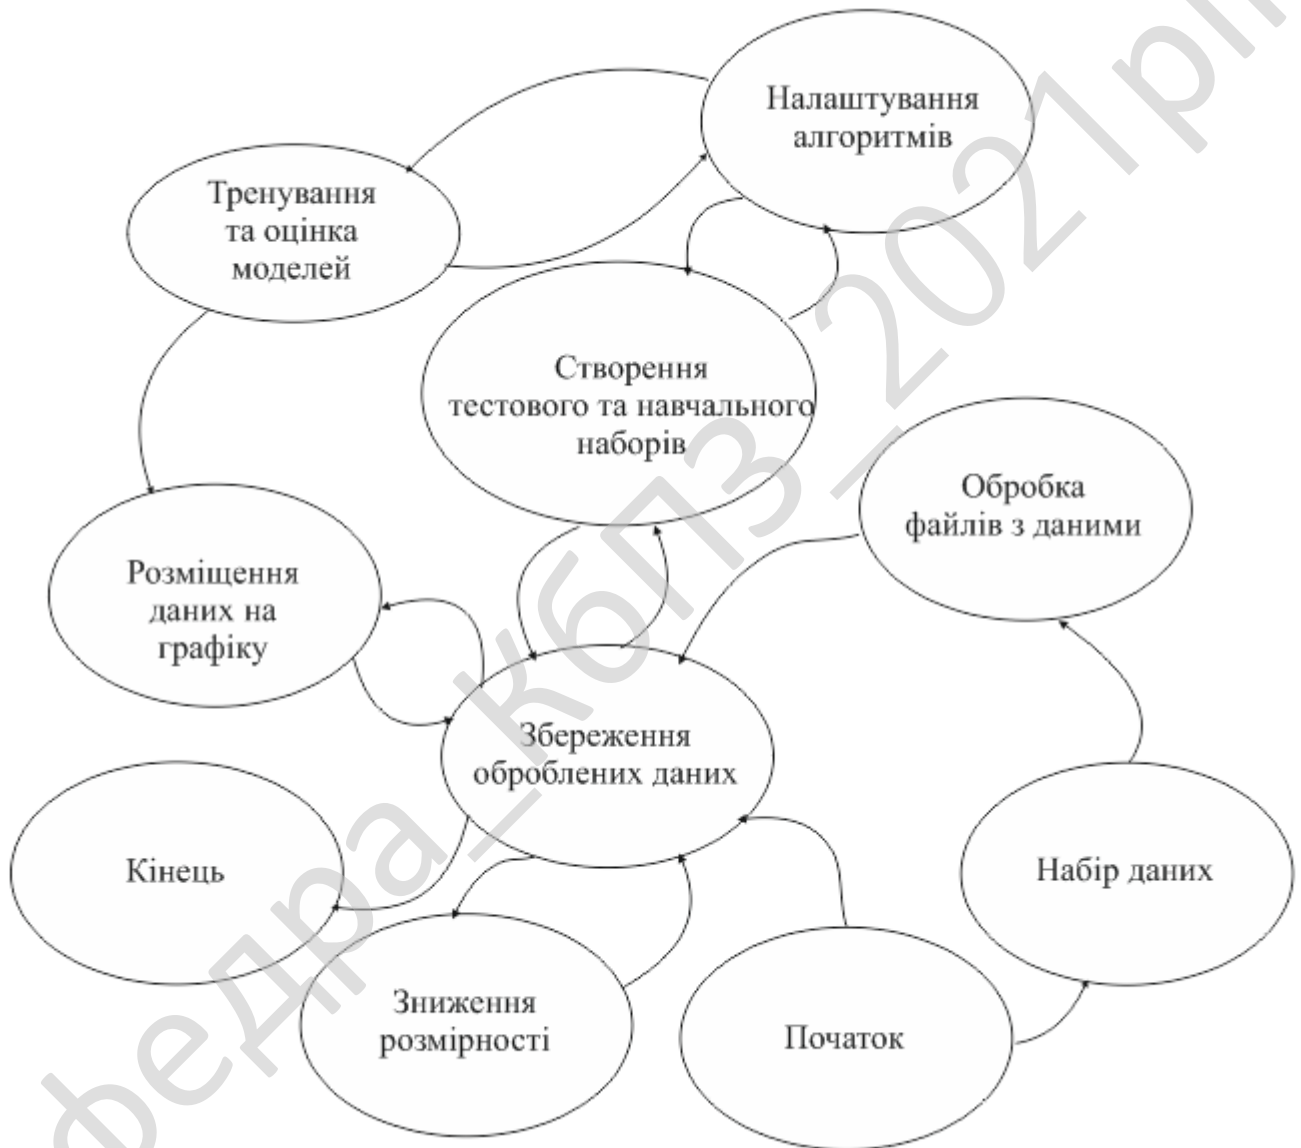 Налаштування
алгоритмів
Тренування
та оцінка
моделей
Створення
тестового та навчального
наборів
Обробка
файлів з даними
Розміщення
даних на
графіку
Збереження
оброблених даних
Кінець
Набір даних
Зниження
розмірності
Початок
федра_КбПЗ_2021рі